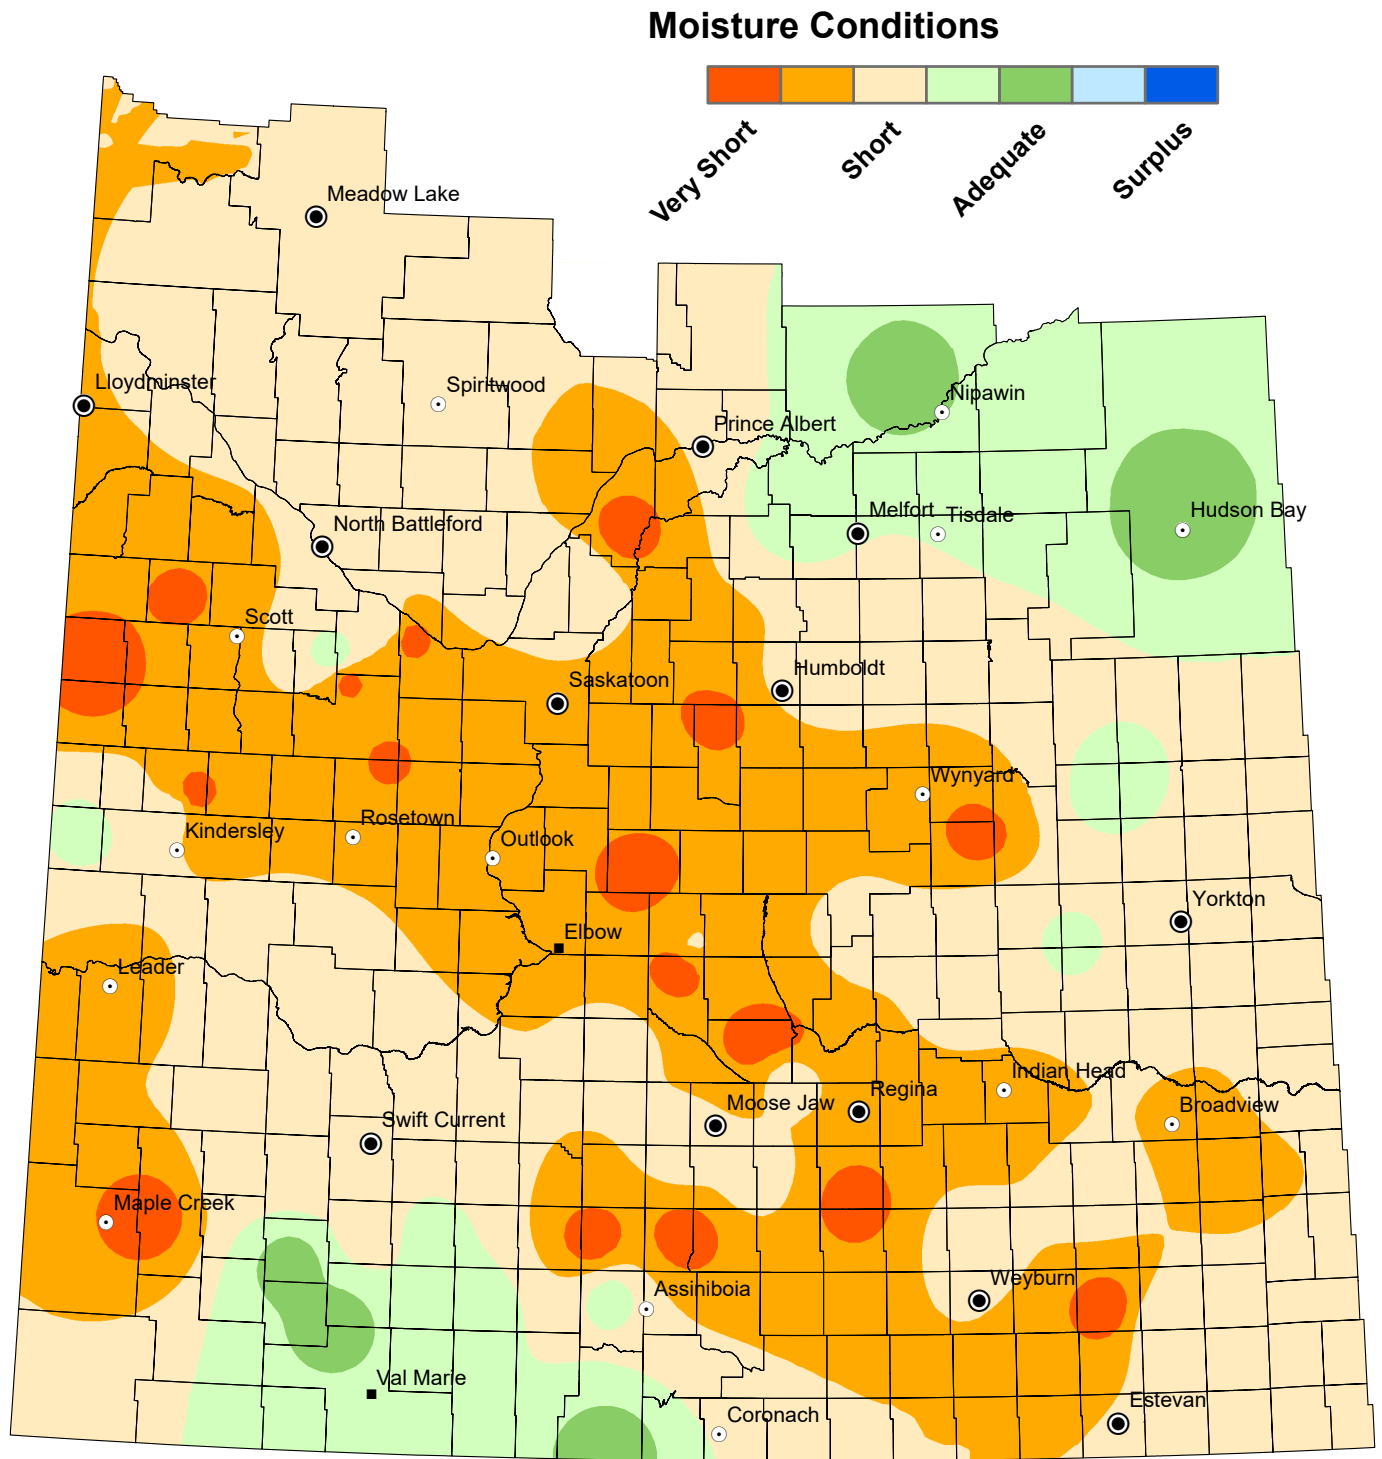 Moisture Conditions
Very Short
Short
Adequate
Surplus
Meadow Lake
Lloydminster
Spiritwood
Nipawin
Prince Albert
North Battleford
Melfort
Tisdale
Hudson Bay
Scott
Saskatoon
Humboldt
Wynyard
Kindersley
Rosetown
Outlook
Yorkton
Elbow
Leader
Indian Head
Moose Jaw
Regina
Broadview
Swift Current
Maple Creek
Assiniboia
Weyburn
Val Marie
Coronach
Estevan